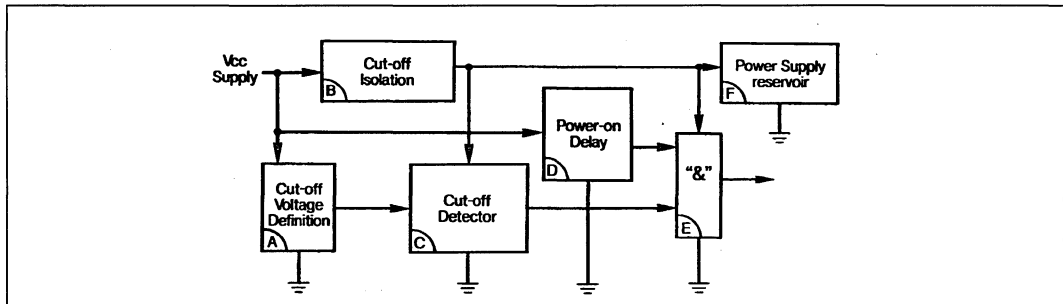 Vcc
Supply
Cut-off
Isolation
B
Power Supply
reservoir
F
Power-on
Delay
D
"&"
E
Cut-off
Voltage
Definition
A
Cut-off
Detector
C